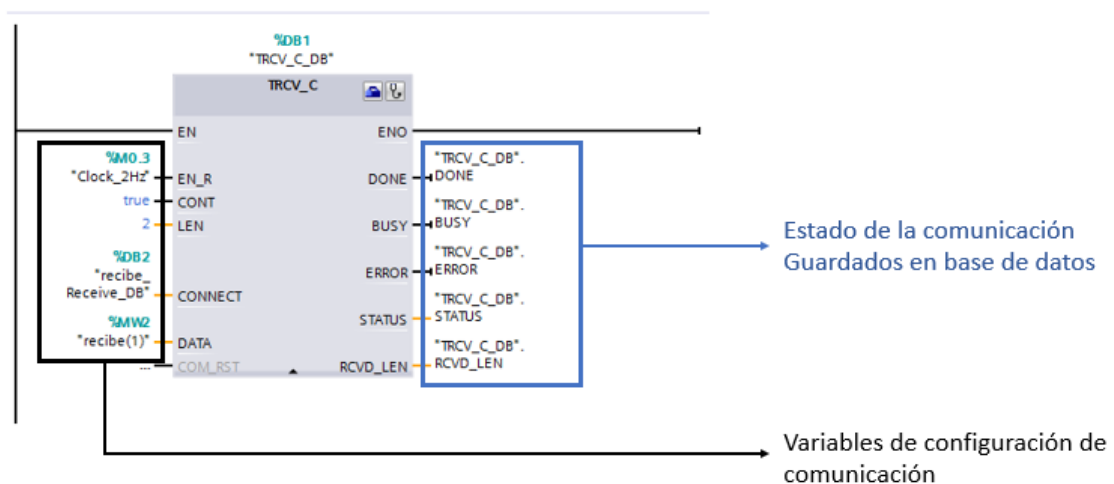 %DB1
"TRCV_C_DB"
TRCV_C
EN
ENO
%M0.3
"Clock_2Hz"
EN_R
true
CONT
2
LEN
%DB2
"recibe_
Receive_DB"
CONNECT
%MW2
"recibe(1)"
DATA
...
COM_RST
DONE
"TRCV_C_DB".
DONE
BUSY
"TRCV_C_DB".
BUSY
ERROR
"TRCV_C_DB".
ERROR
STATUS
"TRCV_C_DB".
STATUS
RCVD_LEN
"TRCV_C_DB".
RCVD_LEN
Estado de la comunicación
Guardados en base de datos
Variables de configuración de
comunicación